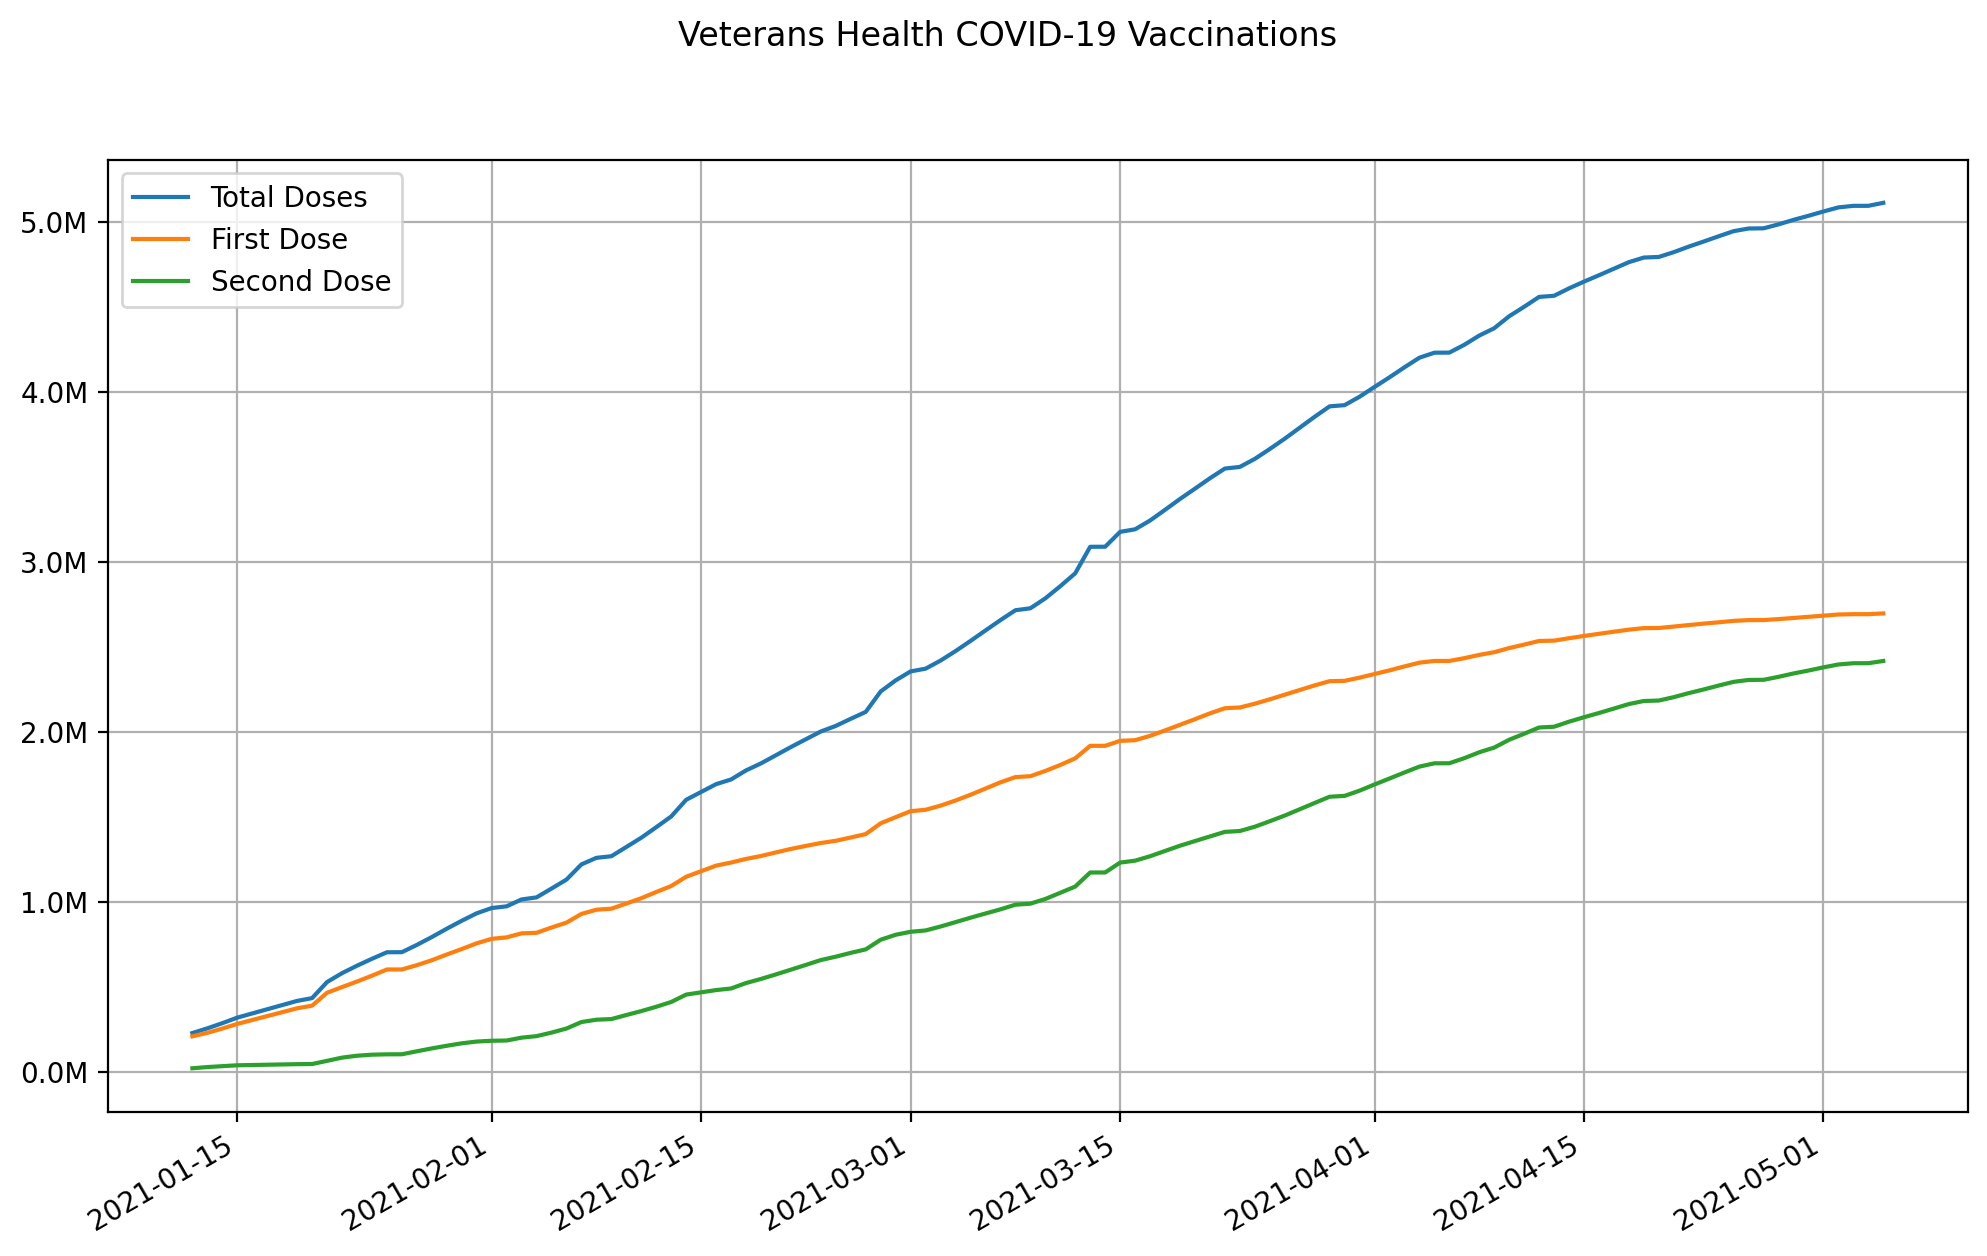 Veterans Health COVID-19 Vaccinations
Total Doses
First Dose
Second Dose
5.0M
4.0M
3.0M
2.0M
1.0M
0.0M
2021-01-15
2021-02-01
2021-02-15
2021-03-01
2021-03-15
2021-04-01
2021-04-15
2021-05-01